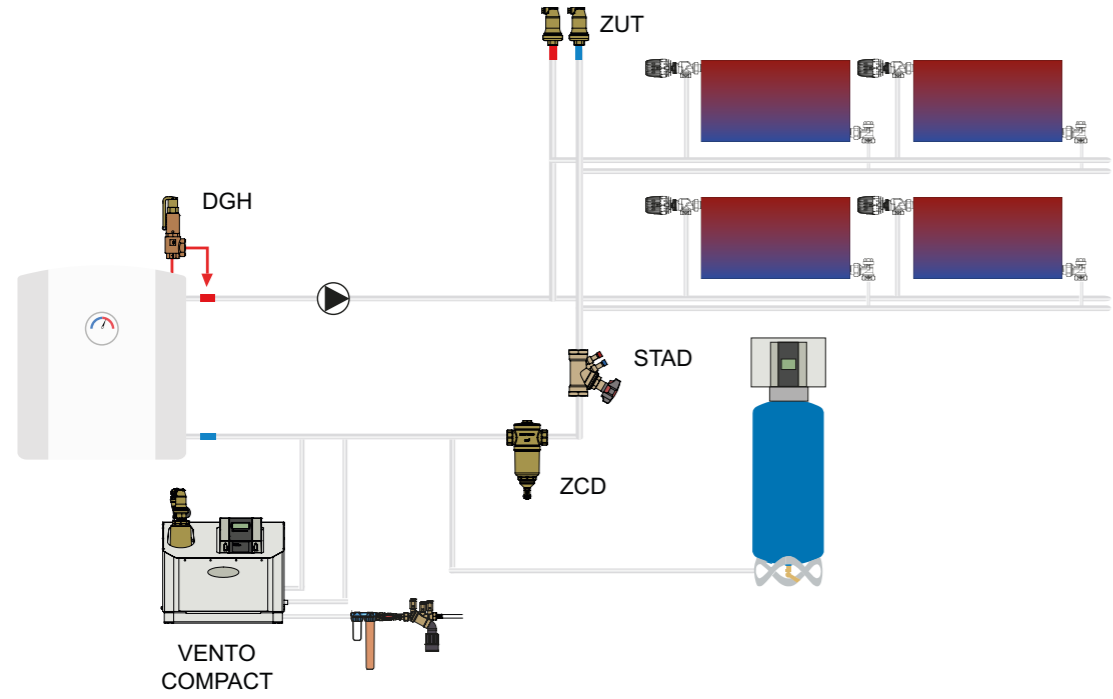 ZUT
DGH
STAD
ZCD
VENTO
COMPACT